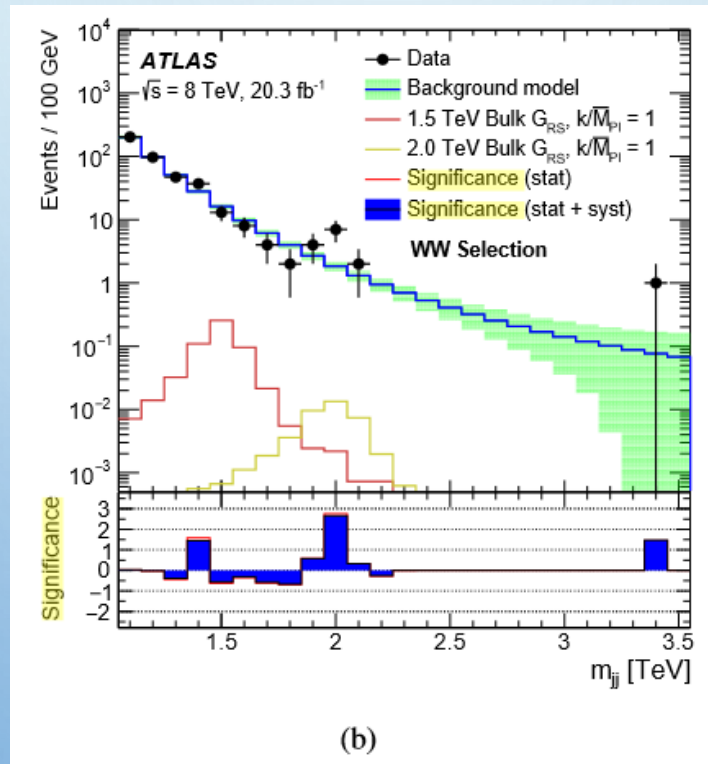 Events / 100 GeV
10⁴
10³
10²
10
1
10⁻¹
10⁻²
10⁻³
ATLAS
√s = 8 TeV, 20.3 fb⁻¹
Data
Background model
1.5 TeV Bulk G_RS, k/M̅_Pl = 1
2.0 TeV Bulk G_RS, k/M̅_Pl = 1
Significance (stat)
Significance (stat + syst)
WW Selection
Significance
3
2
1
0
−1
−2
1.5 2 2.5 3 3.5
m_jj [TeV]
(b)